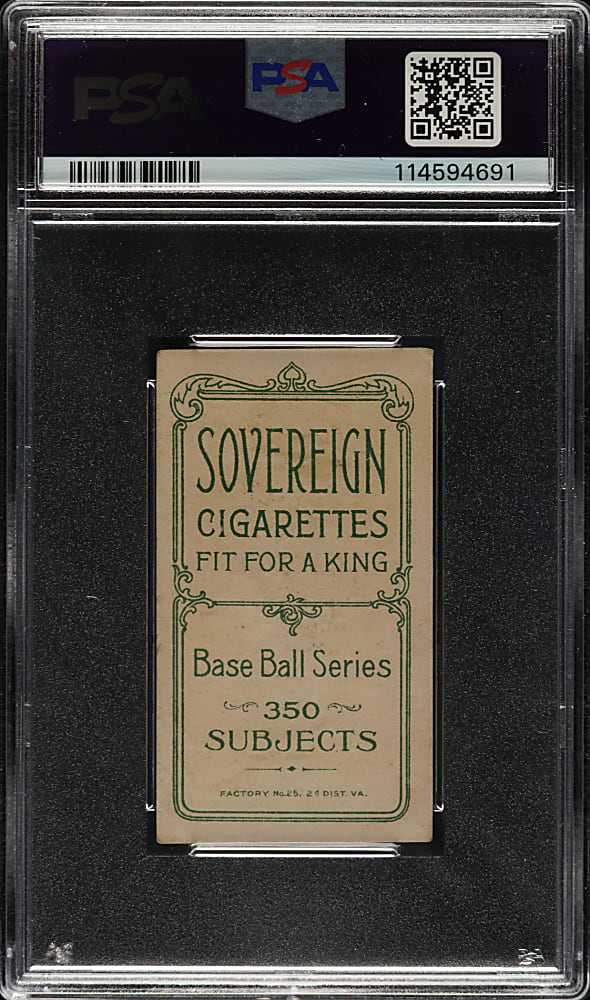 PSA
PSA
114594691
SOVEREIGN
CIGARETTES
FIT FOR A KING
Base Ball Series
350
SUBJECTS
FACTORY No.25. 2d DIST. VA.